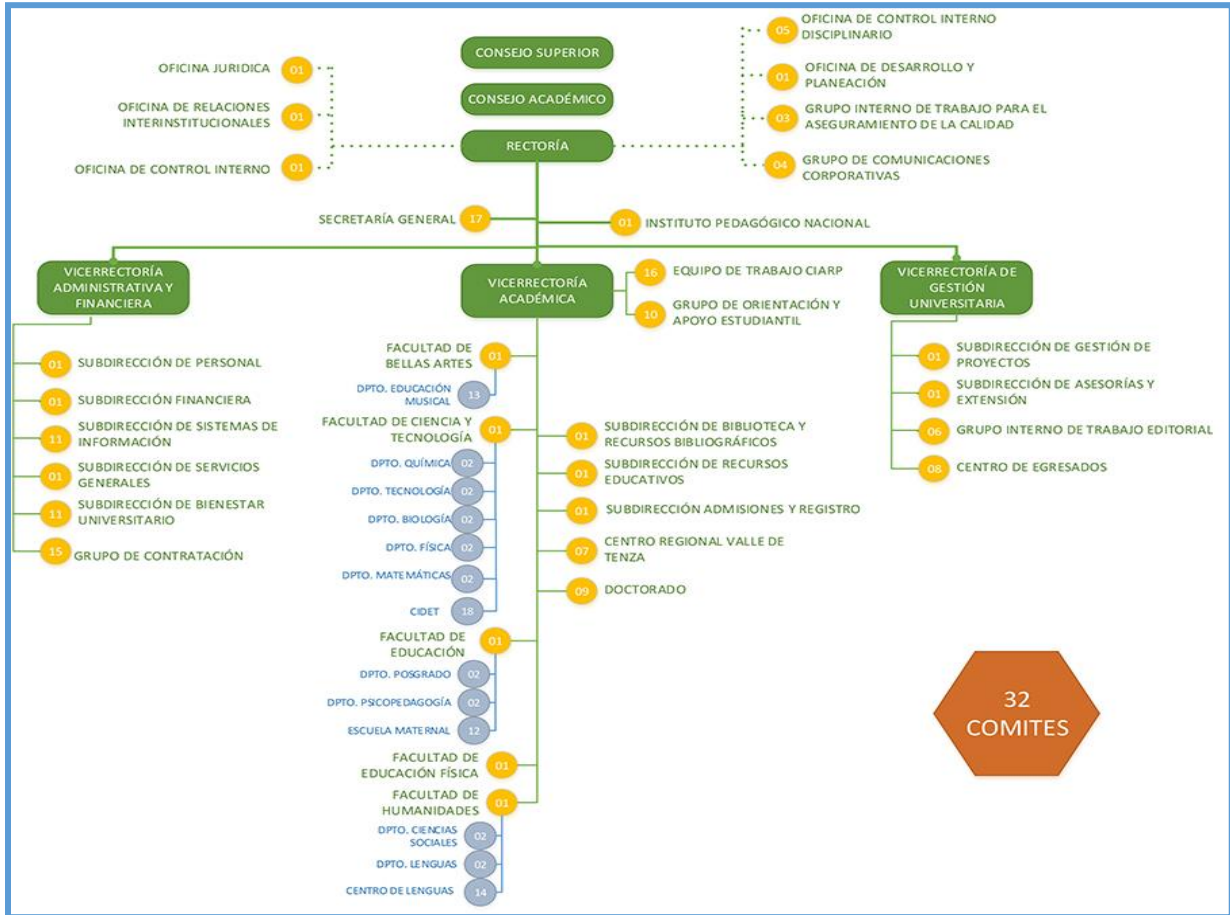 CONSEJO SUPERIOR
CONSEJO ACADÉMICO
RECTORÍA
OFICINA JURIDICA
01
OFICINA DE RELACIONES
INTERINSTITUCIONALES
01
OFICINA DE CONTROL INTERNO
01
05
OFICINA DE CONTROL INTERNO
DISCIPLINARIO
01
OFICINA DE DESARROLLO Y
PLANEACIÓN
03
GRUPO INTERNO DE TRABAJO PARA EL
ASEGURAMIENTO DE LA CALIDAD
04
GRUPO DE COMUNICACIONES
CORPORATIVAS
SECRETARÍA GENERAL
17
01
INSTITUTO PEDAGÓGICO NACIONAL
VICERRECTORÍA
ADMINISTRATIVA Y
FINANCIERA
01
SUBDIRECCIÓN DE PERSONAL
01
SUBDIRECCIÓN FINANCIERA
11
SUBDIRECCIÓN DE SISTEMAS DE
INFORMACIÓN
01
SUBDIRECCIÓN DE SERVICIOS
GENERALES
11
SUBDIRECCIÓN DE BIENESTAR
UNIVERSITARIO
15
GRUPO DE CONTRATACIÓN
VICERRECTORÍA
ACADÉMICA
16
EQUIPO DE TRABAJO CIARP
10
GRUPO DE ORIENTACIÓN Y
APOYO ESTUDIANTIL
FACULTAD DE
BELLAS ARTES
01
DPTO. EDUCACIÓN
MUSICAL
13
FACULTAD DE CIENCIA Y
TECNOLOGÍA
01
DPTO. QUÍMICA
02
DPTO. TECNOLOGÍA
02
DPTO. BIOLOGÍA
02
DPTO. FÍSICA
02
DPTO. MATEMÁTICAS
02
CIDET
18
FACULTAD DE
EDUCACIÓN
01
DPTO. POSGRADO
02
DPTO. PSICOPEDAGOGÍA
02
ESCUELA MATERNAL
12
FACULTAD DE
EDUCACIÓN FÍSICA
01
FACULTAD DE
HUMANIDADES
01
DPTO. CIENCIAS
SOCIALES
02
DPTO. LENGUAS
02
CENTRO DE LENGUAS
14
01
SUBDIRECCIÓN DE BIBLIOTECA Y
RECURSOS BIBLIOGRÁFICOS
01
SUBDIRECCIÓN DE RECURSOS
EDUCATIVOS
01
SUBDIRECCIÓN ADMISIONES Y REGISTRO
07
CENTRO REGIONAL VALLE DE
TENZA
09
DOCTORADO
VICERRECTORÍA DE
GESTIÓN
UNIVERSITARIA
01
SUBDIRECCIÓN DE GESTIÓN DE
PROYECTOS
01
SUBDIRECCIÓN DE ASESORÍAS Y
EXTENSIÓN
06
GRUPO INTERNO DE TRABAJO EDITORIAL
08
CENTRO DE EGRESADOS
32
COMITES